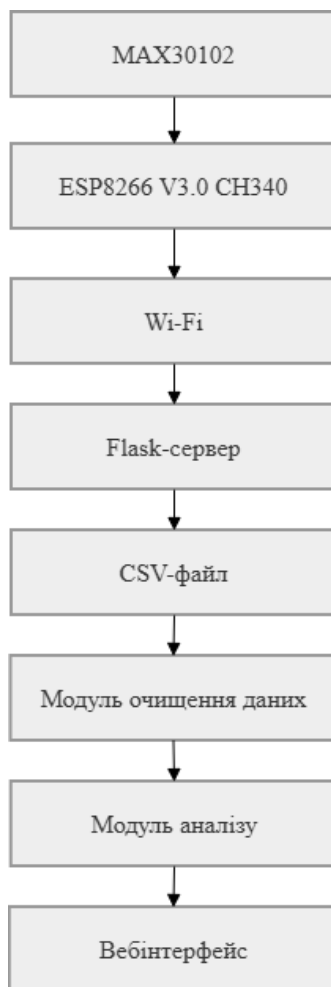 MAX30102
ESP8266 V3.0 CH340
Wi-Fi
Flask-сервер
CSV-файл
Модуль очищення даних
Модуль аналізу
Вебінтерфейс